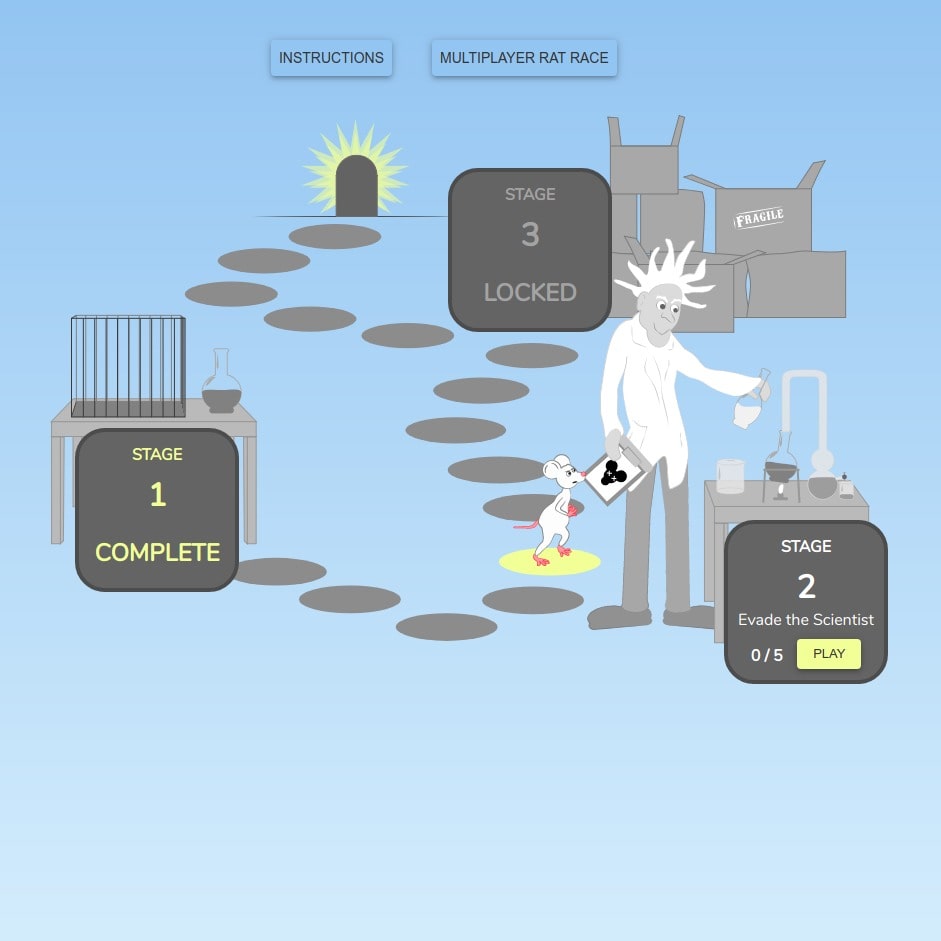 INSTRUCTIONS
MULTIPLAYER RAT RACE
STAGE
3
LOCKED
FRAGILE
STAGE
1
COMPLETE
STAGE
2
Evade the Scientist
0 / 5
PLAY